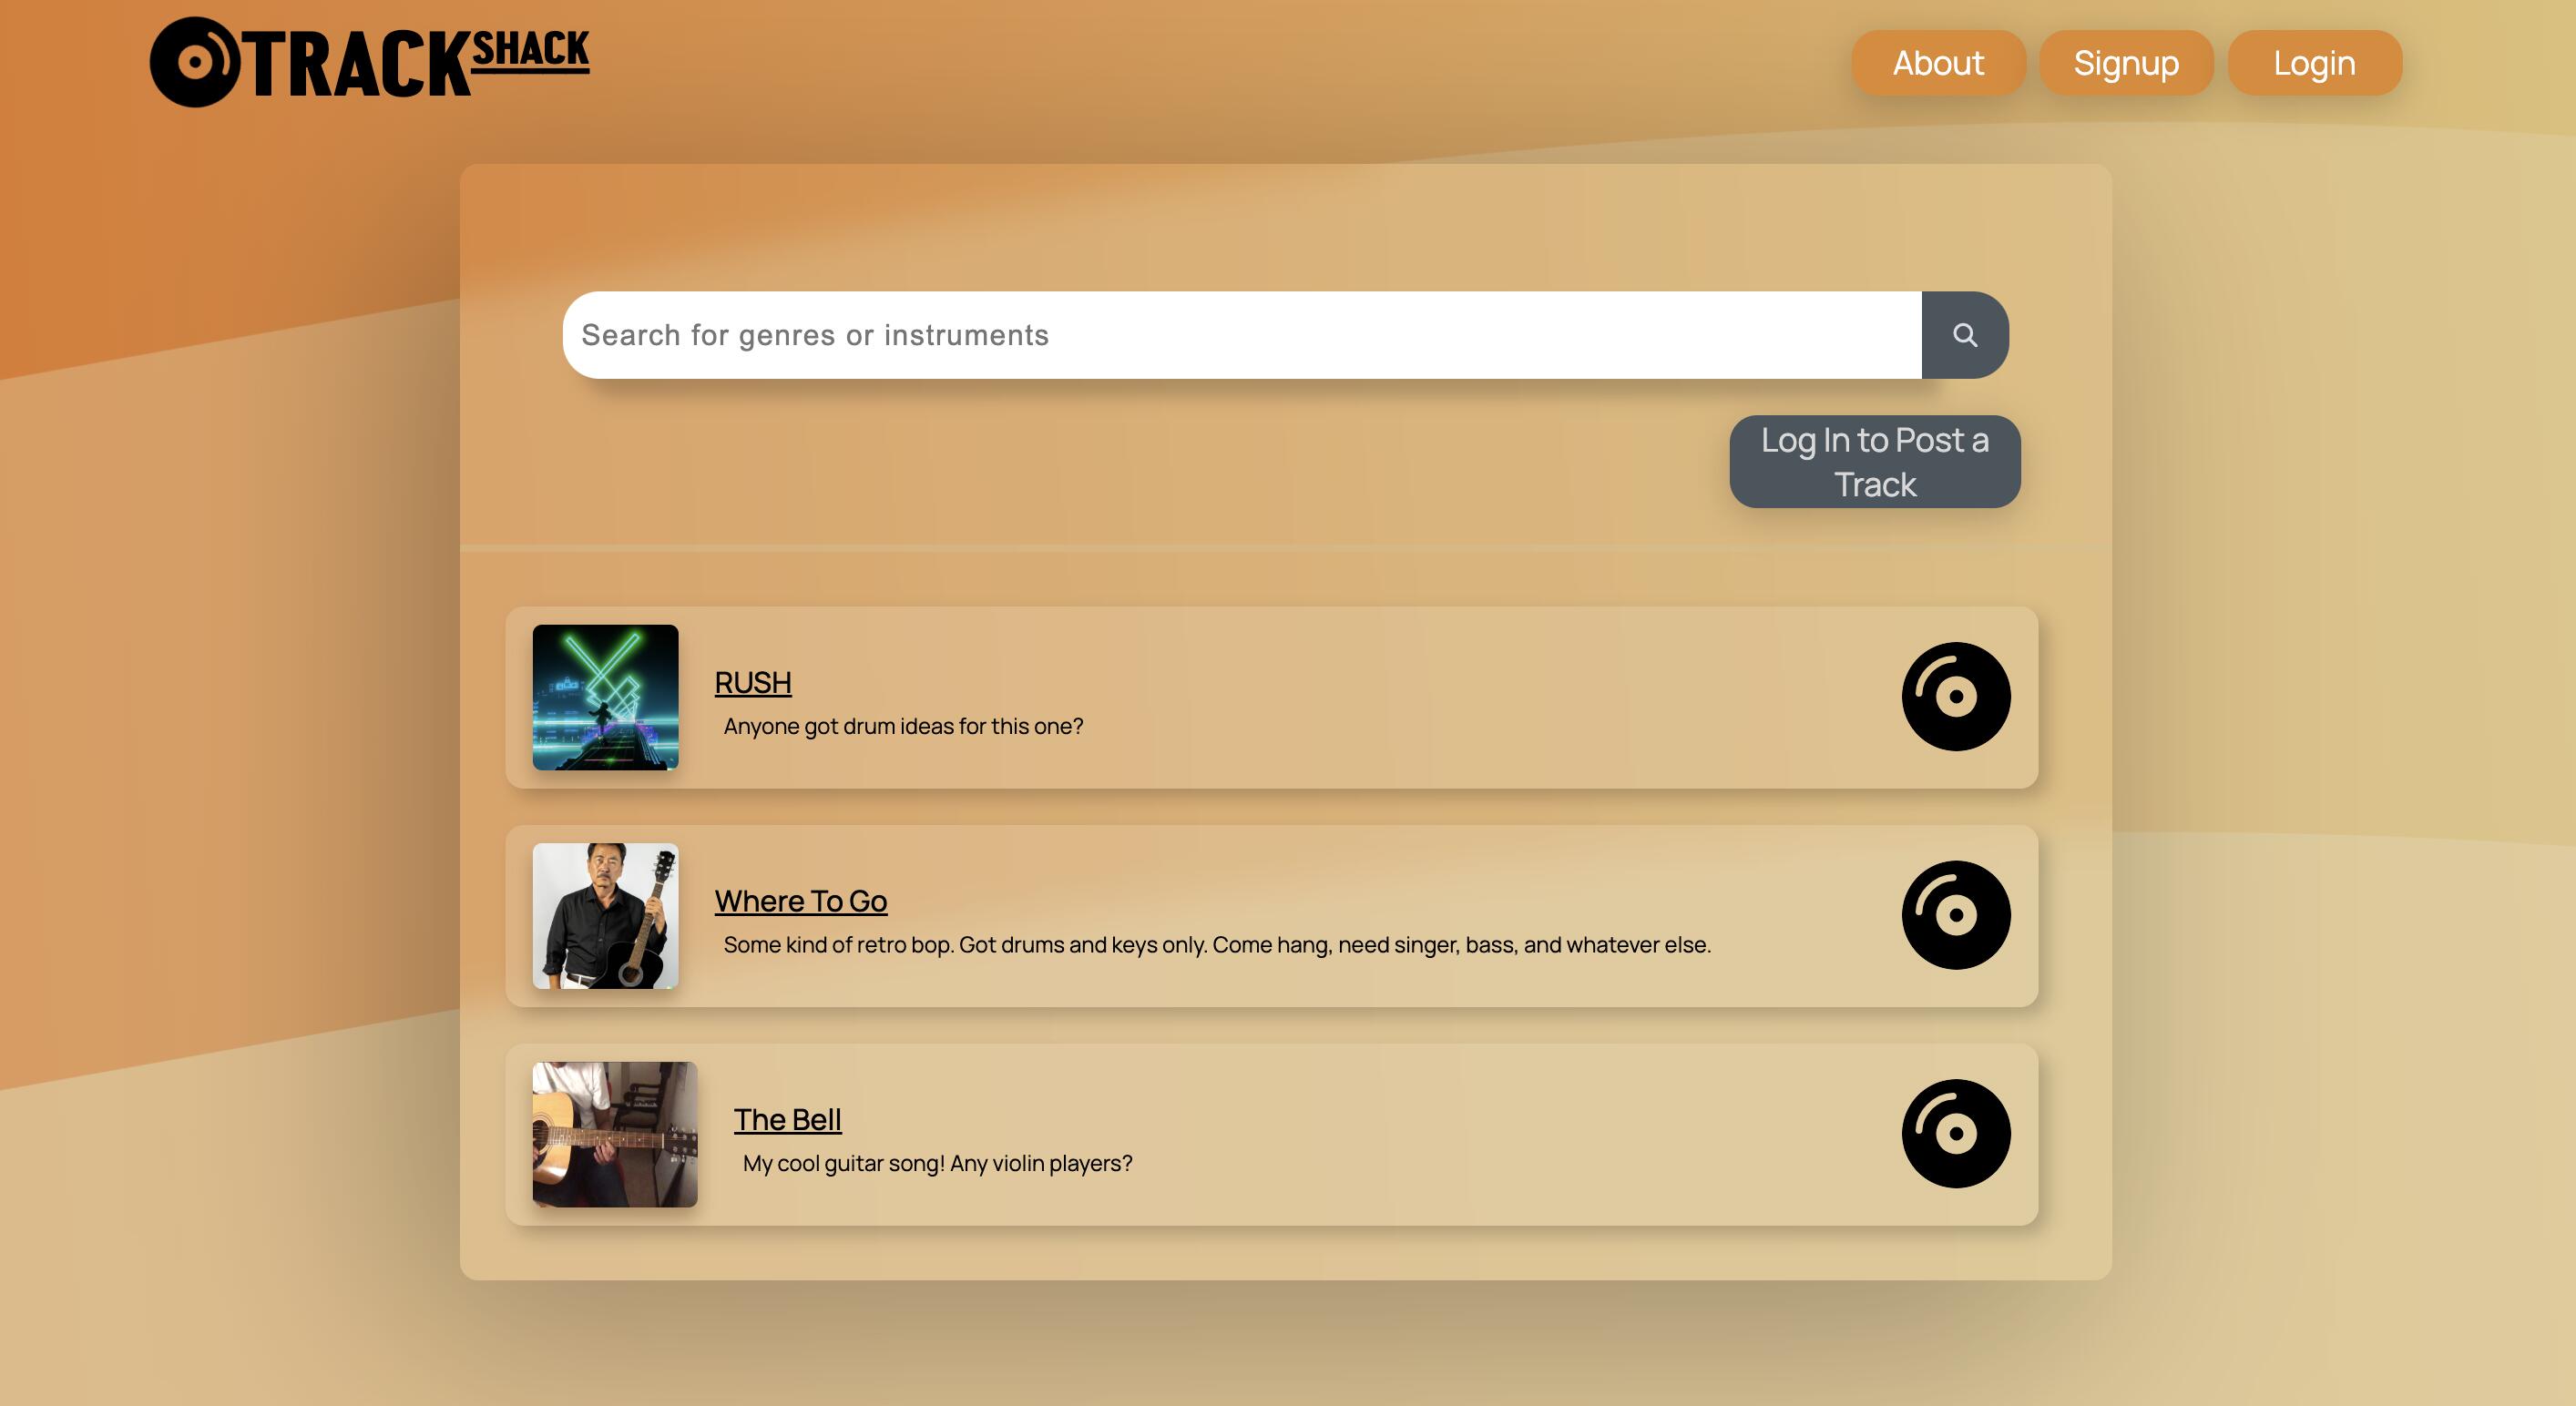 TRACKSHACK
About
Signup
Login
Search for genres or instruments
Log In to Post a
Track
RUSH
Anyone got drum ideas for this one?
Where To Go
Some kind of retro bop. Got drums and keys only. Come hang, need singer, bass, and whatever else.
The Bell
My cool guitar song! Any violin players?